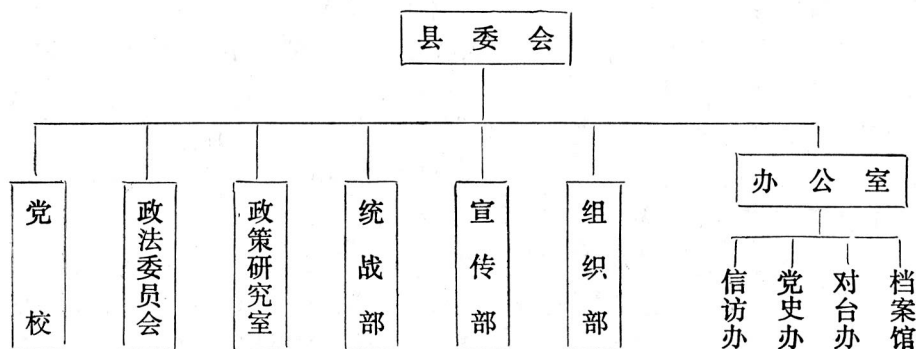 县委会
党校
政法委员会
政策研究室
统战部
宣传部
组织部
办公室
信访办
党史办
对台办
档案馆